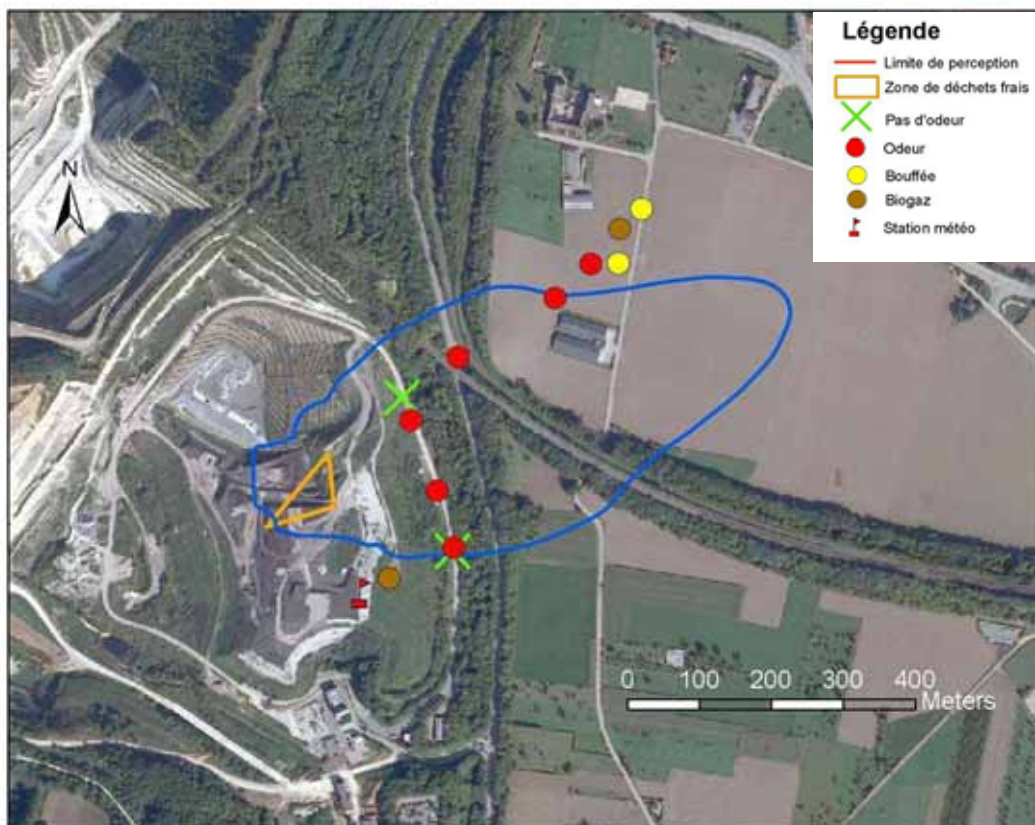 Légende
Limite de perception
Zone de déchets frais
Pas d'odeur
Odeur
Bouffée
Biogaz
Station météo
N
0 100 200 300 400
Meters